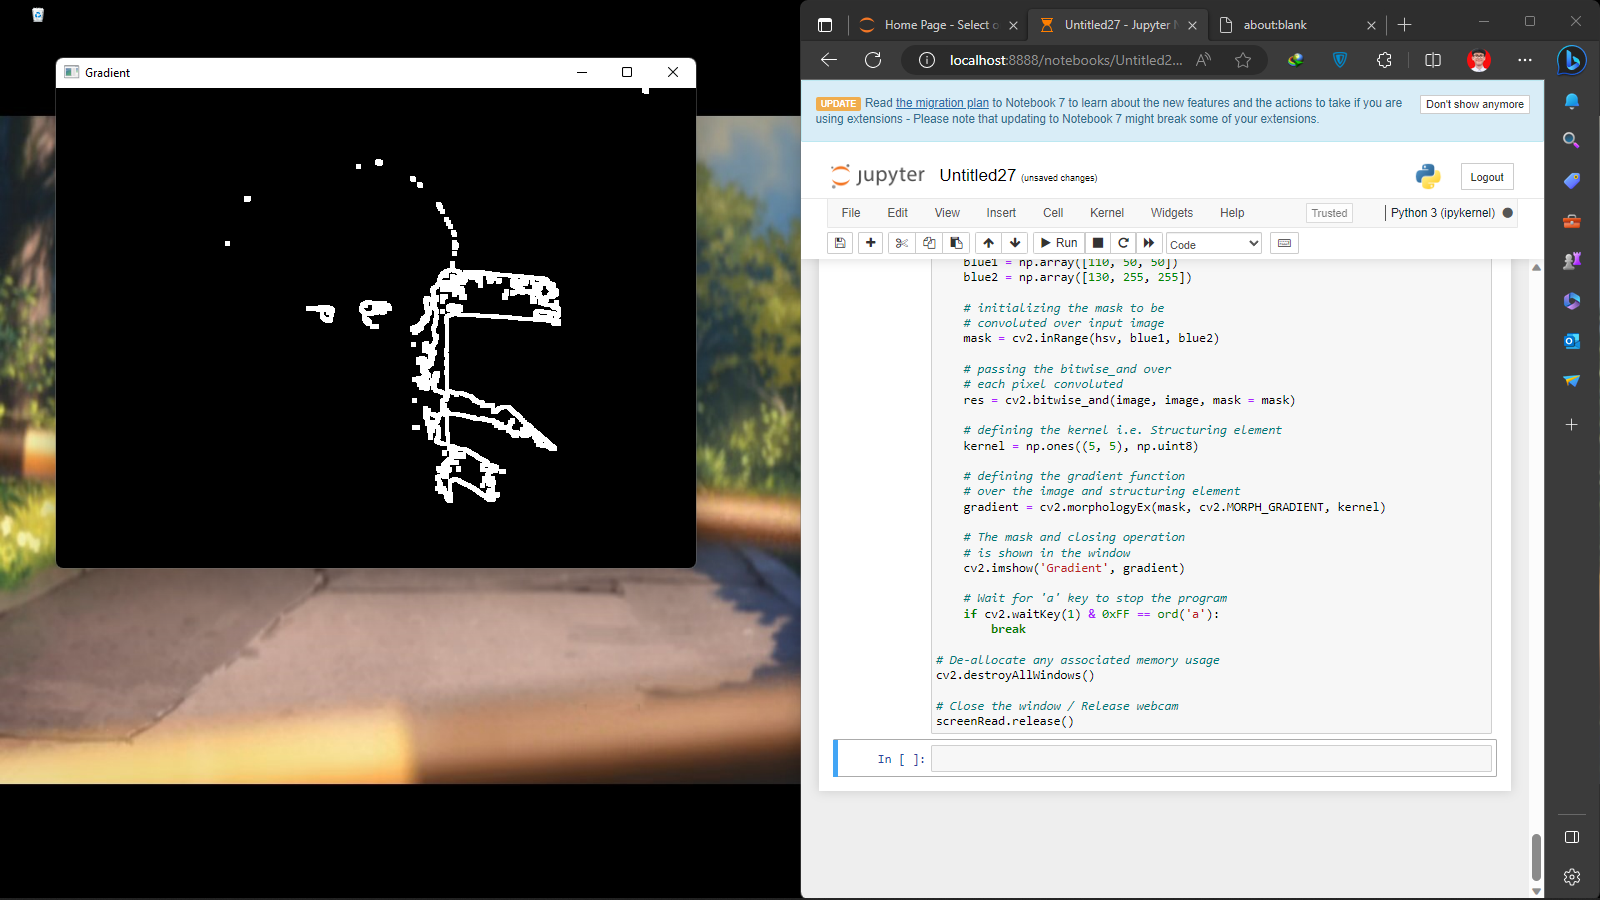 Gradient
Home Page - Select o
Untitled27 - Jupyter N
about:blank
localhost:8888/notebooks/Untitled2...
UPDATE Read the migration plan to Notebook 7 to learn about the new features and the actions to take if you are
using extensions - Please note that updating to Notebook 7 might break some of your extensions.
Don't show anymore
jupyter Untitled27 (unsaved changes)
Logout
File Edit View Insert Cell Kernel Widgets Help
Trusted
Python 3 (ipykernel)
Run
Code
blue1 = np.array([110, 50, 50])
blue2 = np.array([130, 255, 255])
# initializing the mask to be
# convoluted over input image
mask = cv2.inRange(hsv, blue1, blue2)
# passing the bitwise_and over
# each pixel convoluted
res = cv2.bitwise_and(image, image, mask = mask)
# defining the kernel i.e. Structuring element
kernel = np.ones((5, 5), np.uint8)
# defining the gradient function
# over the image and structuring element
gradient = cv2.morphologyEx(mask, cv2.MORPH_GRADIENT, kernel)
# The mask and closing operation
# is shown in the window
cv2.imshow('Gradient', gradient)
# Wait for 'a' key to stop the program
if cv2.waitKey(1) & 0xFF == ord('a'):
break
# De-allocate any associated memory usage
cv2.destroyAllWindows()
# Close the window / Release webcam
screenRead.release()
In [ ]: